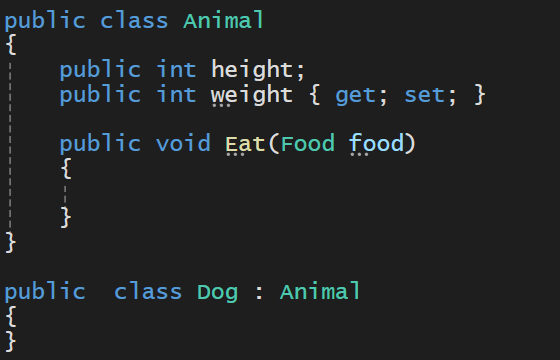 public class Animal
{
    public int height;
    public int weight { get; set; }

    public void Eat(Food food)
    {

    }
}

public  class Dog : Animal
{
}